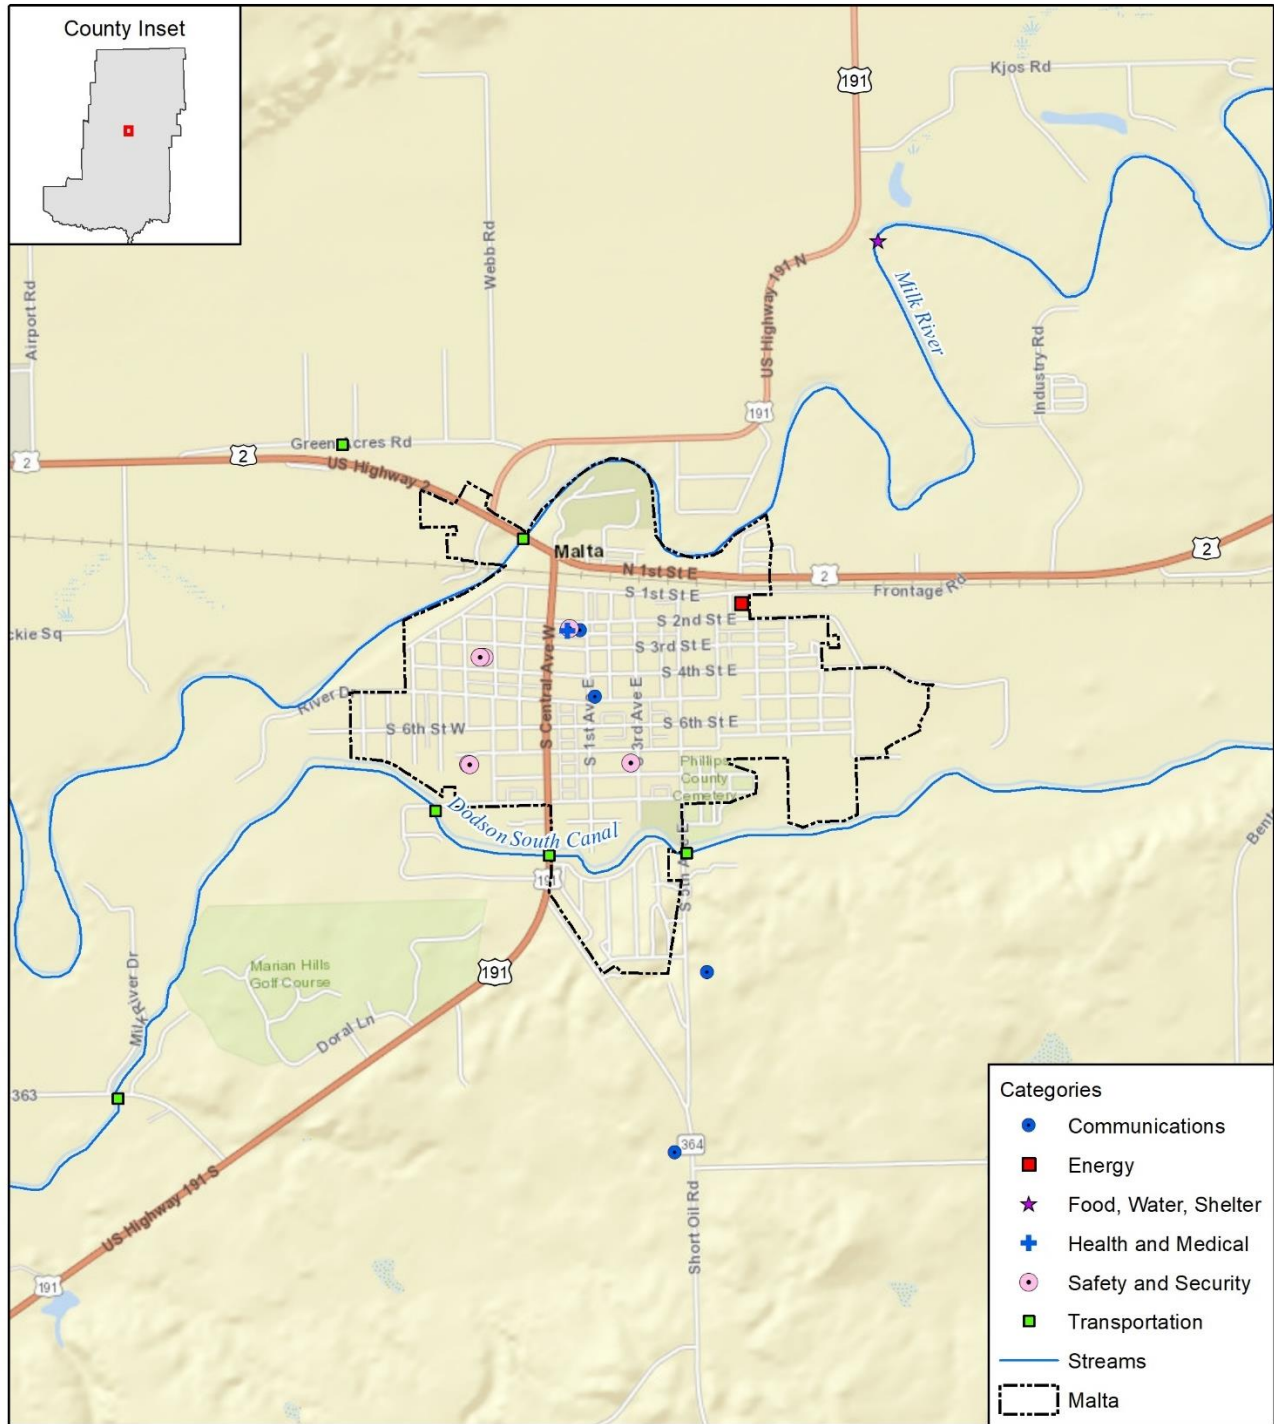 County Inset
191
Kjos Rd
Webb Rd
Airport Rd
US Highway 191 N
Milk River
Industry Rd
191
Green Acres Rd
2
2
US Highway 2
Malta
N 1st St E
2
2
Frontage Rd
S 1st St E
S 2nd St E
ckie Sq
S 3rd St E
S 4th St E
S Central Ave W
River Dr
S 1st Ave E
3rd Ave E
S 6th St W
S 6th St E
Phillips
County
Cemetery
Dodson South Canal
Bent
191
S 5th Ave E
191
Marian Hills
Golf Course
Milk River Dr
Doral Ln
363
364
US Highway 191 S
Short Oil Rd
191
Categories
Communications
Energy
Food, Water, Shelter
Health and Medical
Safety and Security
Transportation
Streams
Malta